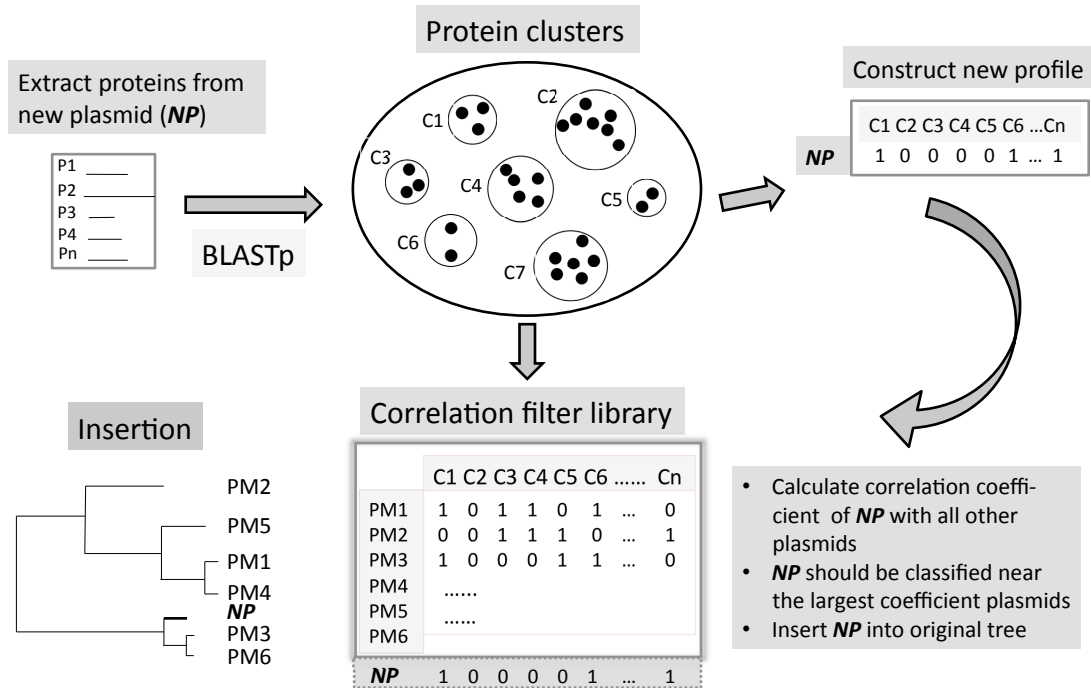 Protein clusters
Extract proteins from
new plasmid (NP)
P1
P2
P3
P4
Pn
BLASTp
C1
C2
C3
C4
C5
C6
C7
Construct new profile
C1 C2 C3 C4 C5 C6 ...Cn
NP 1 0 0 0 0 1 ... 1
Insertion
PM2
PM5
PM1
PM4
NP
PM3
PM6
Correlation filter library
C1 C2 C3 C4 C5 C6 ...... Cn
PM1 1 0 1 1 0 1 ... 0
PM2 0 0 1 1 1 0 ... 1
PM3 1 0 0 0 1 1 ... 0
PM4 ......
PM5 ......
PM6
NP 1 0 0 0 0 1 ... 1
• Calculate correlation coeffi-
cient of NP with all other
plasmids
• NP should be classified near
the largest coefficient plasmids
• Insert NP into original tree